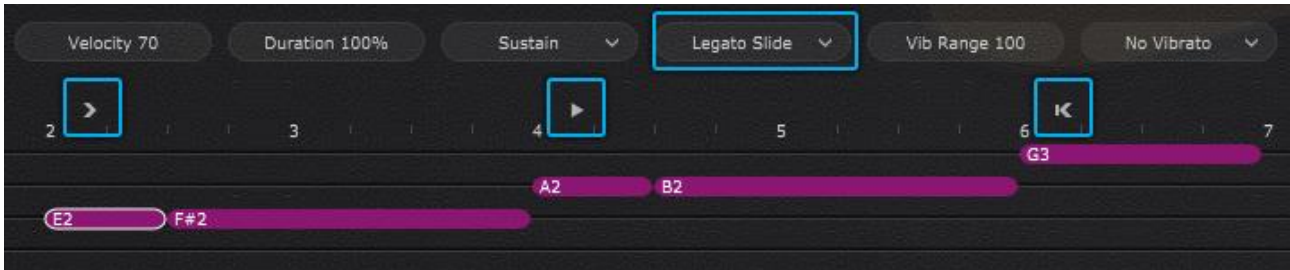 Velocity 70 Duration 100% Sustain Legato Slide Vib Range 100 No Vibrato
2 3 4 5 6 7
G3
A2 B2
E2 F#2